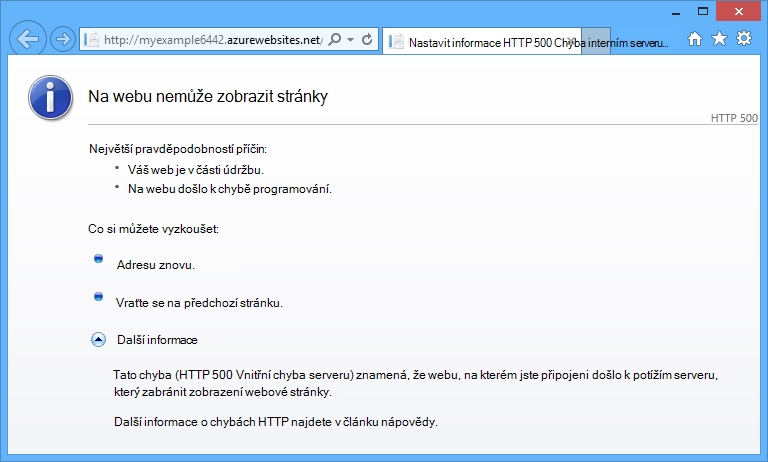 http://myexample6442.azurewebsites.net/
Nastavit informace HTTP 500 Chyba interním serveru...
Na webu nemůže zobrazit stránky
HTTP 500
Největší pravděpodobností příčin:
Váš web je v části údržbu.
Na webu došlo k chybě programování.
Co si můžete vyzkoušet:
Adresu znovu.
Vraťte se na předchozí stránku.
Další informace
Tato chyba (HTTP 500 Vnitřní chyba serveru) znamená, že webu, na kterém jste připojeni došlo k potížím serveru,
který zabránit zobrazení webové stránky.
Další informace o chybách HTTP najdete v článku nápovědy.